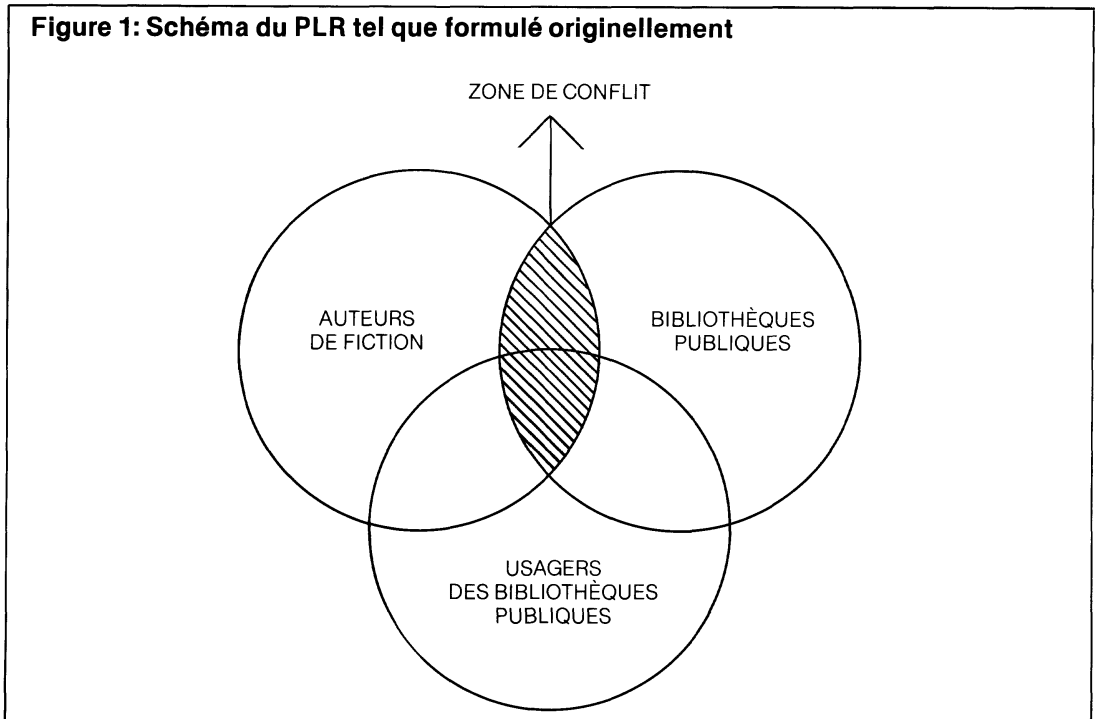 Figure 1: Schéma du PLR tel que formulé originellement
ZONE DE CONFLIT
AUTEURS
DE FICTION
BIBLIOTHÈQUES
PUBLIQUES
USAGERS
DES BIBLIOTHÈQUES
PUBLIQUES